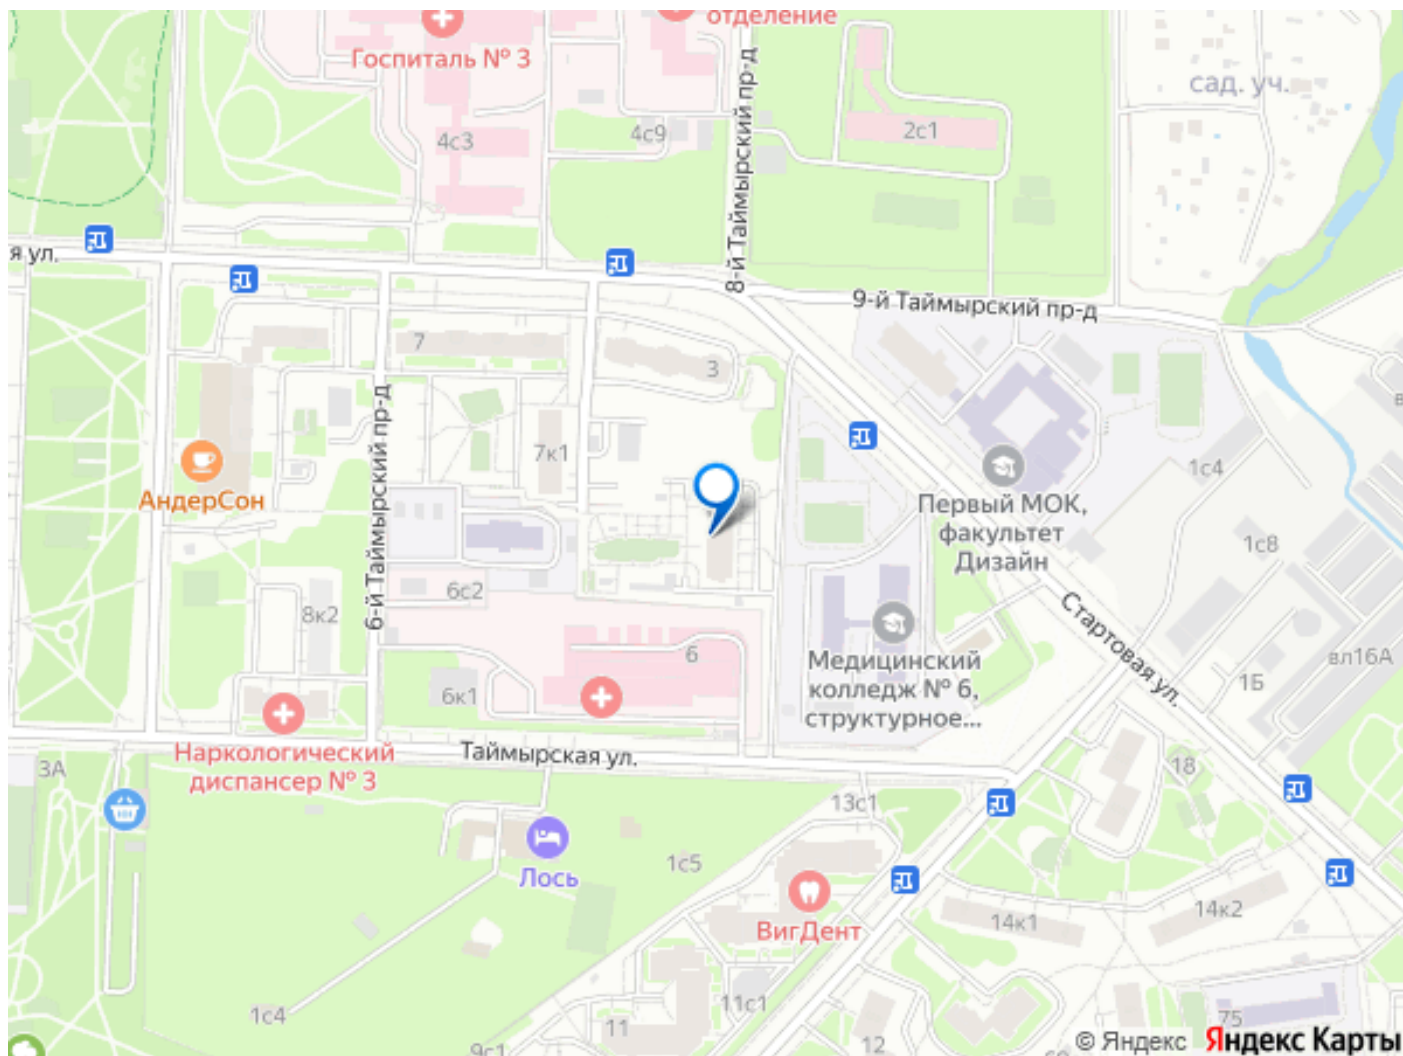 отделение
Госпиталь № 3
4с3
4с9
8-й Таймырский пр-д
2с1
сад. уч.
я ул.
9-й Таймырский пр-д
7
3
6-й Таймырский пр-д
7к1
АндерСон
1с4
Первый МОК,
факультет
Дизайн
1с8
6с2
8к2
Стартовая ул.
6
Медицинский
колледж № 6,
структурное...
вл16А
1Б
6к1
Таймырская ул.
Наркологический
диспансер № 3
3А
18
13с1
Лось
1с5
ВигДент
14к1
14к2
1с4
11с1
11
9с1
12
75
© Яндекс Яндекс Карты